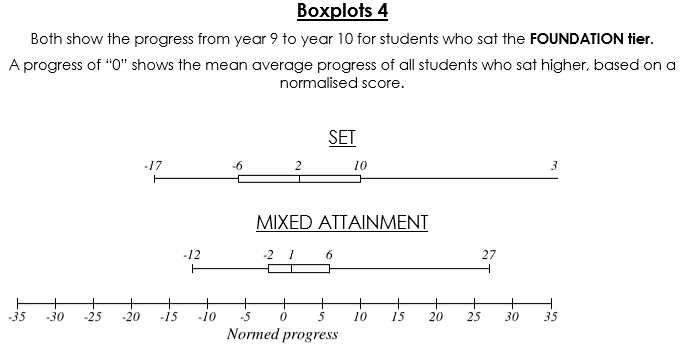 Boxplots 4
Both show the progress from year 9 to year 10 for students who sat the FOUNDATION tier.
A progress of “0” shows the mean average progress of all students who sat higher, based on a
normalised score.
SET
-17 -6 2 10 3
MIXED ATTAINMENT
-12 -2 1 6 27
-35 -30 -25 -20 -15 -10 -5 0 5 10 15 20 25 30 35
Normed progress